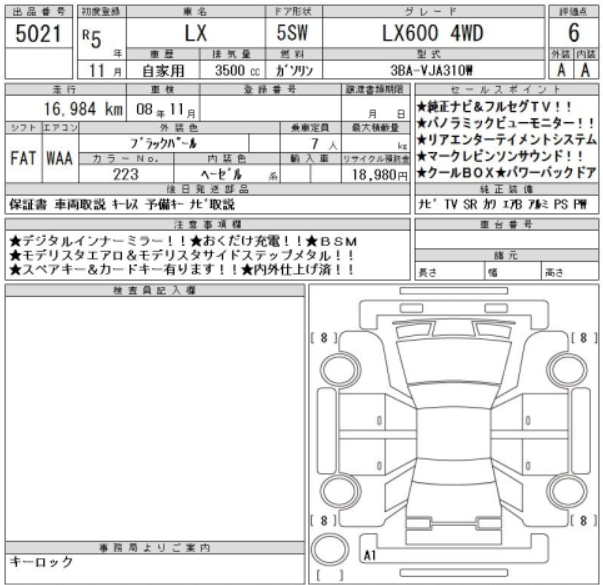 出品番号 初度登録 車名 ドア形状 グレード 評価点
5021 R5年 LX 5SW LX600 4WD 6
車歴 排気量 燃料 型式 外装 内装
11月 自家用 3500 cc ガソリン 3BA-VJA310W A A
走行 車検 登録番号 譲渡書類期限 セールスポイント
16,984 km 08年11月 月 日
★純正ナビ&フルセグTV!!
シフト エアコン 外装色 乗車定員 最大積載量
★パノラミックビューモニター!!
FAT WAA ブラックパール 7人 kg
★リアエンターテイメントシステム
カラーNo. 内装色 輸入車 リサイクル預託金
★マークレビンソンサウンド!!
223 ヘーゼル 系 18,980円
★クールBOX★パワーバックドア
後日発送部品 純正装備
保証書 車両取説 キーレス 予備キー ナビ取説
ナビ TV SR カワ エアB アルミ PS PW
注意事項欄 車台番号
★デジタルインナーミラー!!★おくだけ充電!!★BSM
★モデリスタエアロ&モデリスタサイドステップメタル!!
諸元
★スペアキー&カードキー有ります!!★内外仕上げ済!!
長さ 幅 高さ
検査員記入欄
[ 8 ] [ 8 ]
[ 8 ] [ 8 ]
事務局よりご案内
キーロック
A1
[ ]